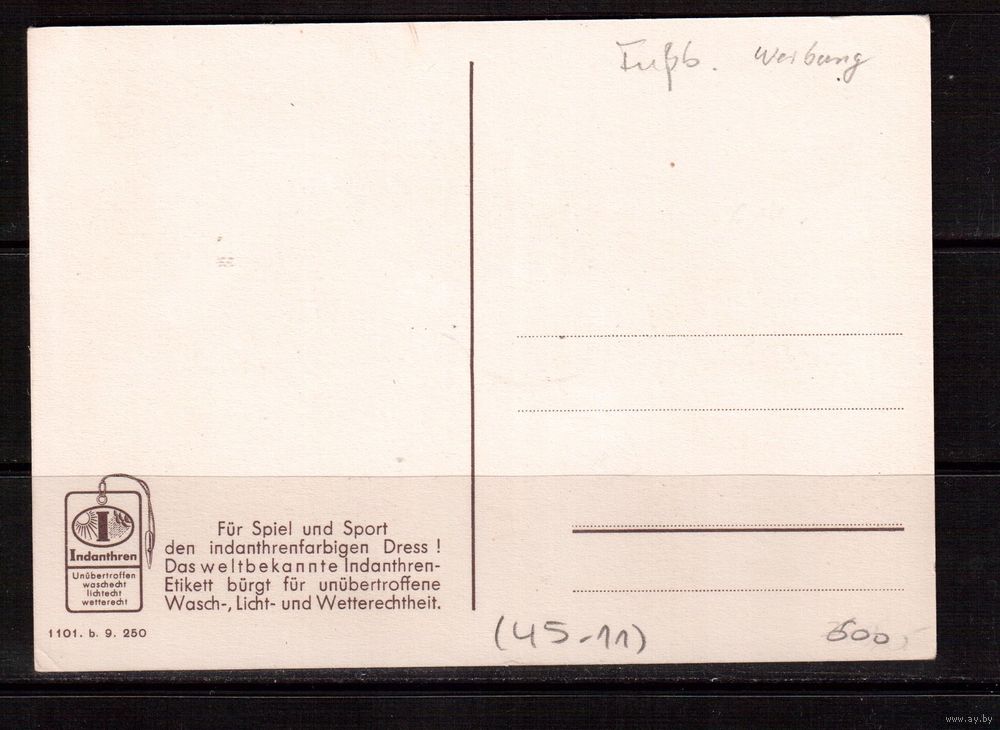 Fußb. Werbung
I
Indanthren
Unübertroffen
waschecht
lichtecht
wetterecht
Für Spiel und Sport
den indanthrenfarbigen Dress !
Das weltbekannte Indanthren-
Etikett bürgt für unübertroffene
Wasch-, Licht- und Wetterechtheit.
1101. b. 9. 250
(45-11)
600,-
www.ay.by